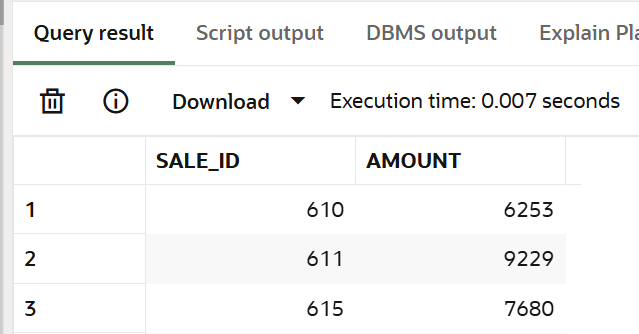 Query result Script output DBMS output Explain Pla
Download Execution time: 0.007 seconds
SALE_ID AMOUNT
1 610 6253
2 611 9229
3 615 7680